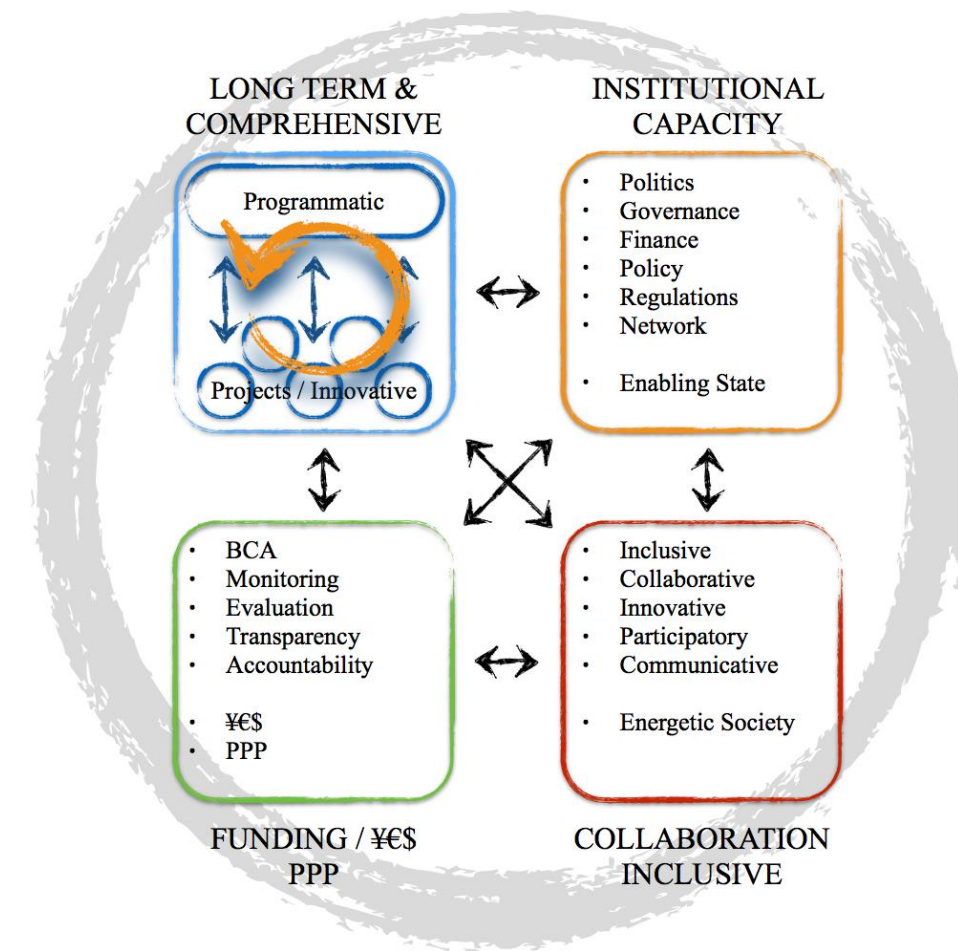 LONG TERM &
COMPREHENSIVE
Programmatic
Projects / Innovative
INSTITUTIONAL
CAPACITY
• Politics
• Governance
• Finance
• Policy
• Regulations
• Network
• Enabling State
• BCA
• Monitoring
• Evaluation
• Transparency
• Accountability
• ¥€$
• PPP
FUNDING / ¥€$
PPP
• Inclusive
• Collaborative
• Innovative
• Participatory
• Communicative
• Energetic Society
COLLABORATION
INCLUSIVE